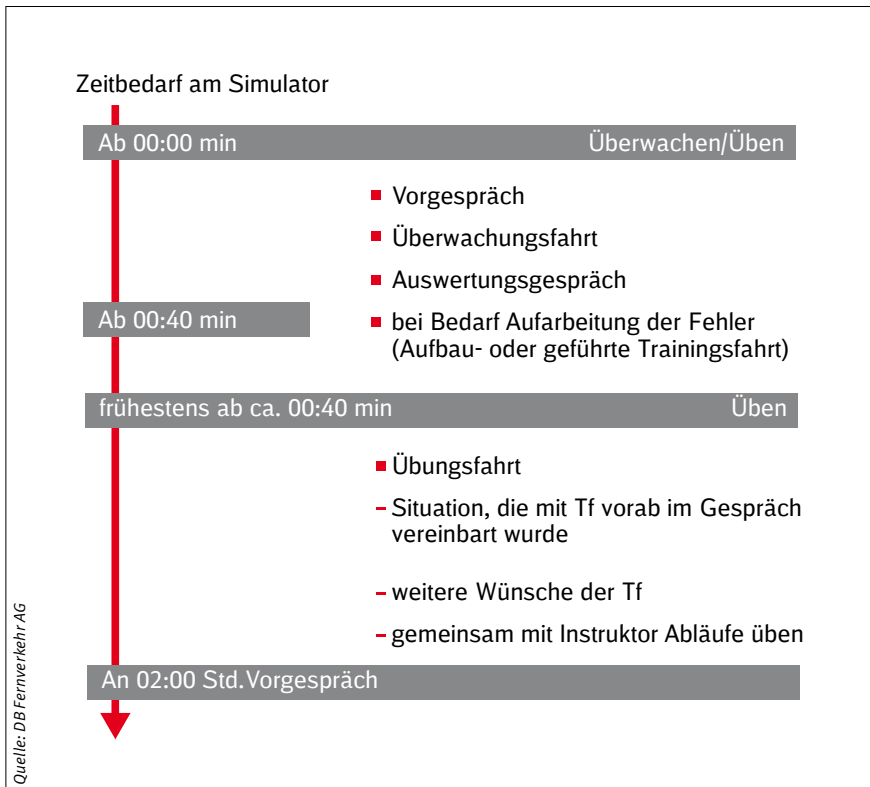 Zeitbedarf am Simulator
Ab 00:00 min Überwachen/Üben
Vorgespräch
Überwachungsfahrt
Auswertungsgespräch
Ab 00:40 min
bei Bedarf Aufarbeitung der Fehler
(Aufbau- oder geführte Trainingsfahrt)
frühestens ab ca. 00:40 min Üben
Übungsfahrt
– Situation, die mit Tf vorab im Gespräch
vereinbart wurde
– weitere Wünsche der Tf
– gemeinsam mit Instruktor Abläufe üben
An 02:00 Std.Vorgespräch
Quelle: DB Fernverkehr AG